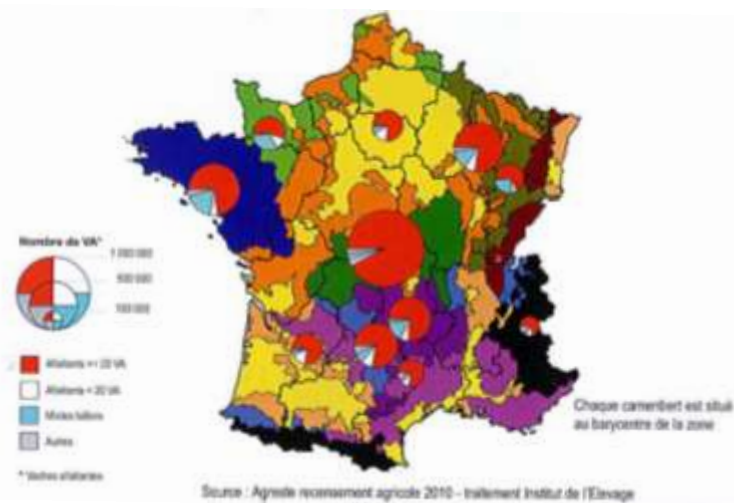 Nombre de VA*
1 000 000
500 000
100 000
Allaitants >= 20 VA
Allaitants < 20 VA
Mixtes laitiers
Autres
* Vaches allaitantes
Chaque camembert est situé
au barycentre de la zone
Source : Agreste recensement agricole 2010 - traitement Institut de l'Elevage